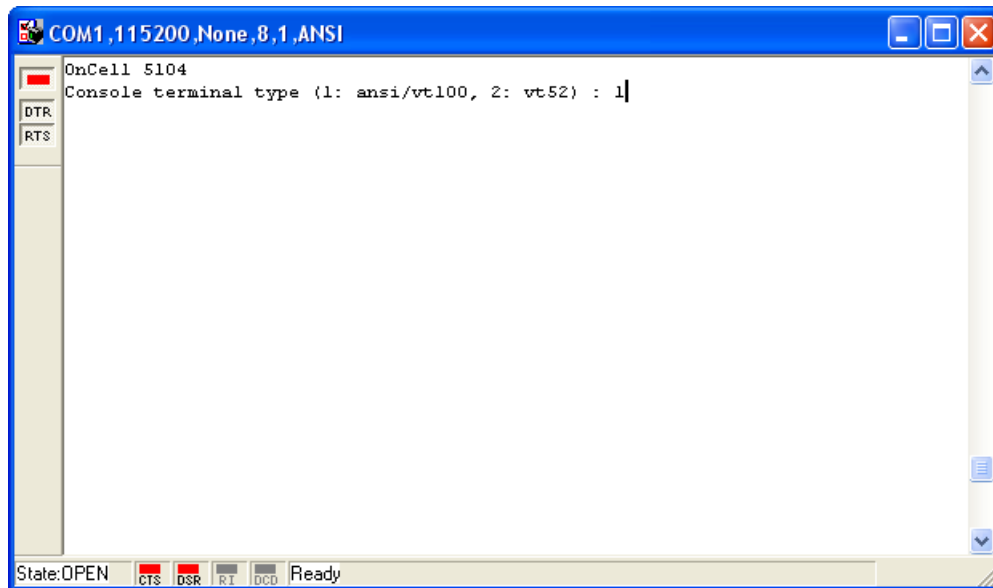 COM1,115200,None,8,1,ANSI
OnCell 5104
Console terminal type (1: ansi/vt100, 2: vt52) : 1
DTR
RTS
State:OPEN CTS DSR RI DCD Ready